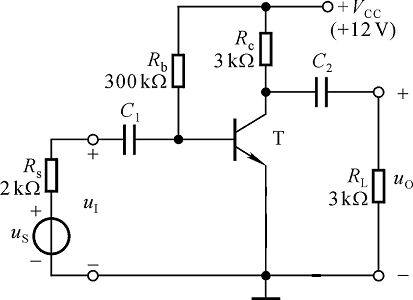 +V_CC
(+12 V)
R_b
300 kΩ
R_c
3 kΩ
C_1
C_2
+
+
T
R_s
2 kΩ
u_I
R_L
3 kΩ
u_O
+
u_S
−
−
−